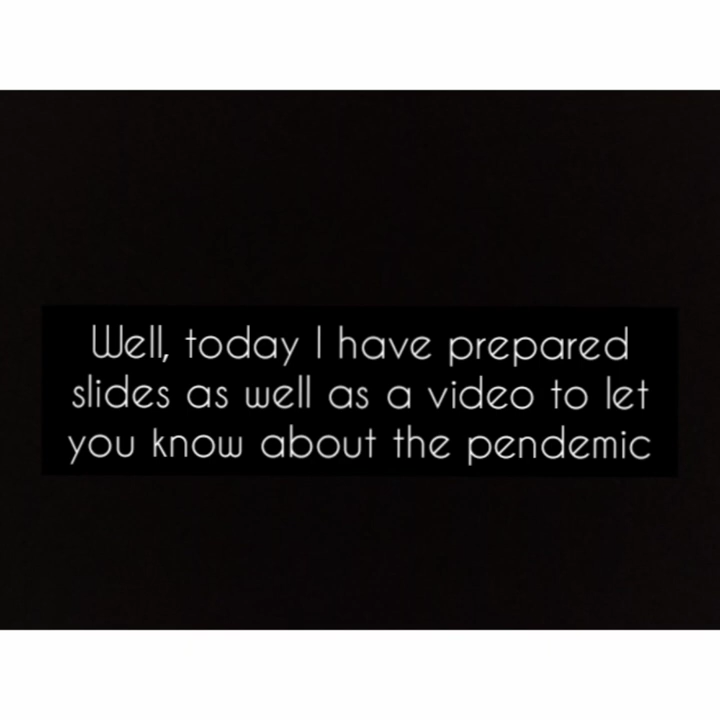 Well, today I have prepared
slides as well as a video to let
you know about the pendemic